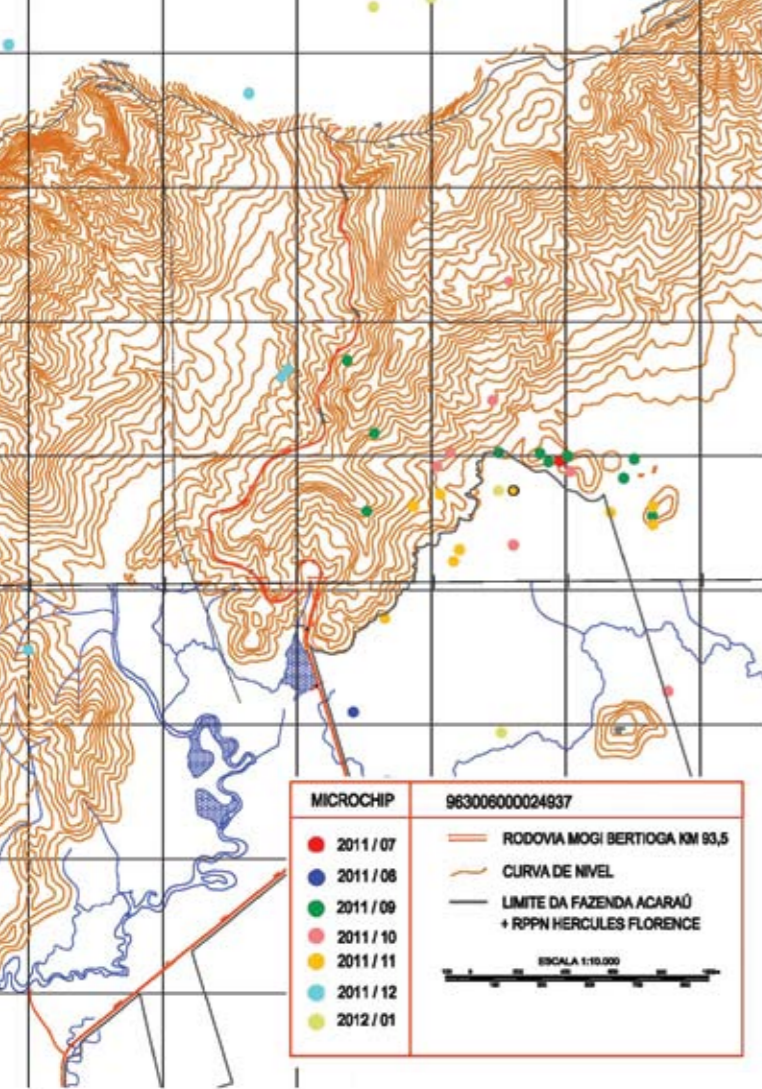 MICROCHIP
963006000024937
2011 / 07
2011 / 08
2011 / 09
2011 / 10
2011 / 11
2011 / 12
2012 / 01
RODOVIA MOGI BERTIOGA KM 93,5
CURVA DE NIVEL
LIMITE DA FAZENDA ACARAÚ
+ RPPN HERCULES FLORENCE
ESCALA 1:10.000